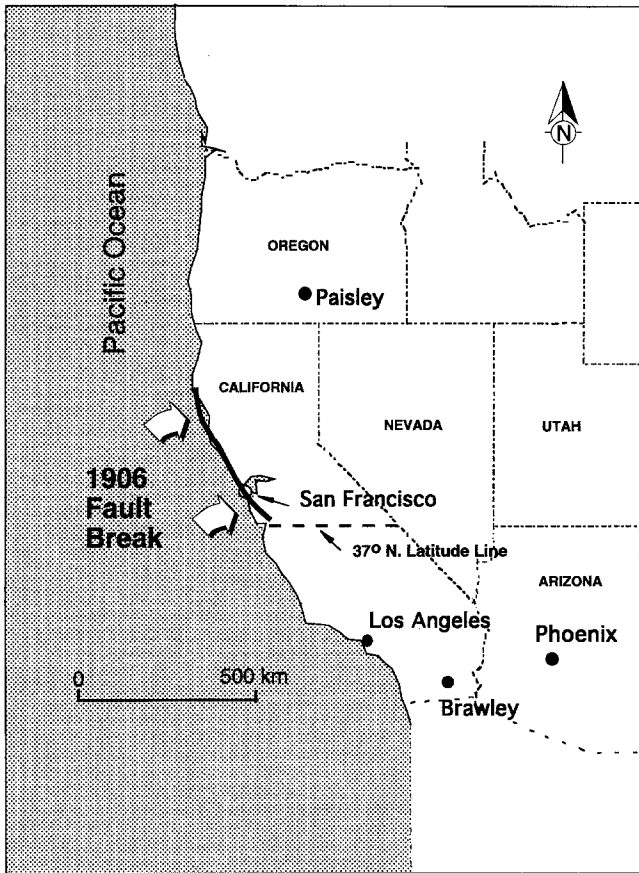 N
Pacific Ocean
OREGON
Paisley
CALIFORNIA
NEVADA
UTAH
1906
Fault
Break
San Francisco
37º N. Latitude Line
ARIZONA
Los Angeles
Phoenix
0 500 km
Brawley